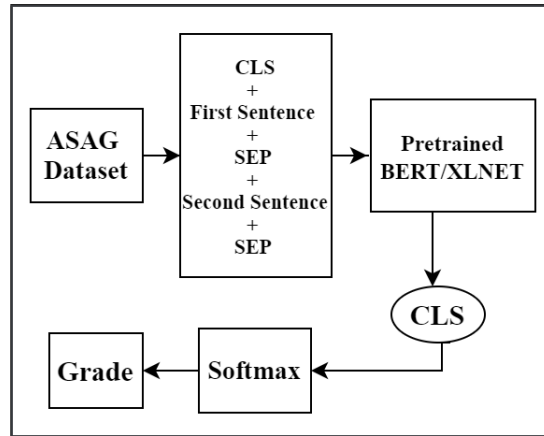 ASAG
Dataset
CLS
+
First Sentence
+
SEP
+
Second Sentence
+
SEP
Pretrained
BERT/XLNET
CLS
Softmax
Grade